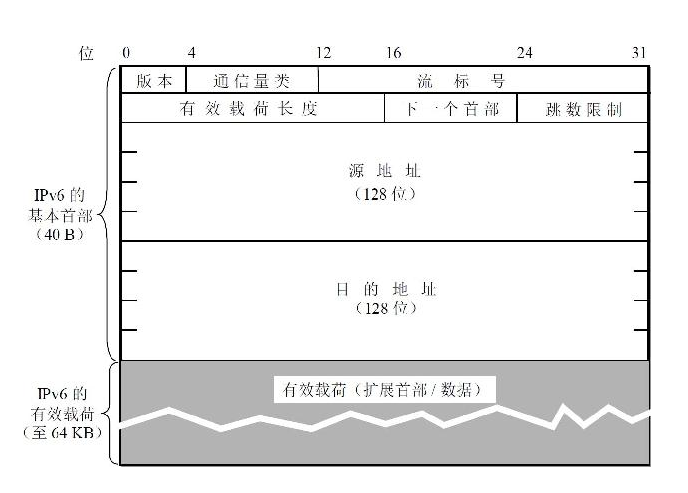 位 0 4 12 16 24 31
版本 通信量类 流标号
有效载荷长度 下一个首部 跳数限制
源地址
（128 位）
IPv6 的
基本首部
（40 B）
目的地址
（128 位）
有效载荷（扩展首部 / 数据）
IPv6 的
有效载荷
（至 64 KB）